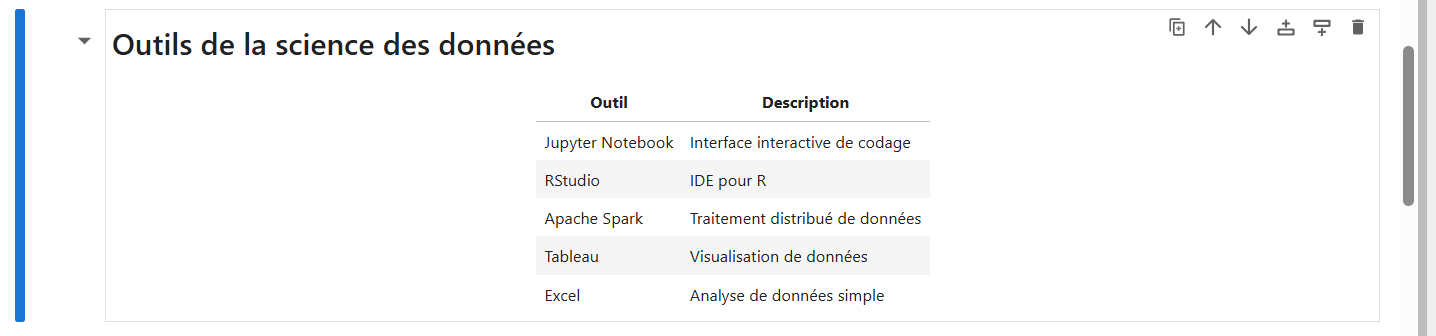 Outils de la science des données
Outil Description
Jupyter Notebook Interface interactive de codage
RStudio IDE pour R
Apache Spark Traitement distribué de données
Tableau Visualisation de données
Excel Analyse de données simple